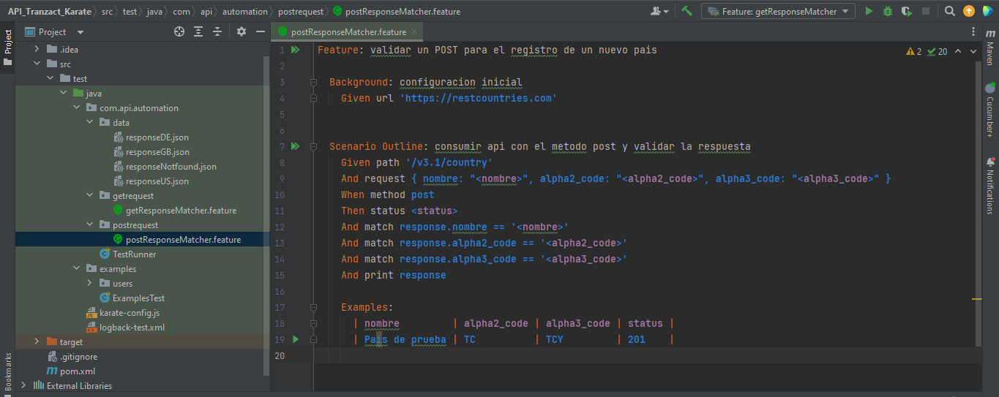 API_Tranzact_Karate > src > test > java > com > api > automation > postrequest > postResponseMatcher.feature
Feature: getResponseMatcher
Project
Project
postResponseMatcher.feature
.idea
src
test
java
com.api.automation
data
responseDE.json
responseGB.json
responseNotfound.json
responseUS.json
getrequest
getResponseMatcher.feature
postrequest
postResponseMatcher.feature
TestRunner
examples
users
ExamplesTest
karate-config.js
logback-test.xml
target
.gitignore
pom.xml
External Libraries
Bookmarks
1 Feature: validar un POST para el registro de un nuevo pais
2
3 Background: configuracion inicial
4 Given url 'https://restcountries.com'
5
6
7 Scenario Outline: consumir api con el metodo post y validar la respuesta
8 Given path '/v3.1/country'
9 And request { nombre: "<nombre>", alpha2_code: "<alpha2_code>", alpha3_code: "<alpha3_code>" }
10 When method post
11 Then status <status>
12 And match response.nombre == '<nombre>'
13 And match response.alpha2_code == '<alpha2_code>'
14 And match response.alpha3_code == '<alpha3_code>'
15 And print response
16
17 Examples:
18 | nombre | alpha2_code | alpha3_code | status |
19 | Pais de prueba | TC | TCY | 201 |
20
2 20
m Maven
Cucumber+
Notifications